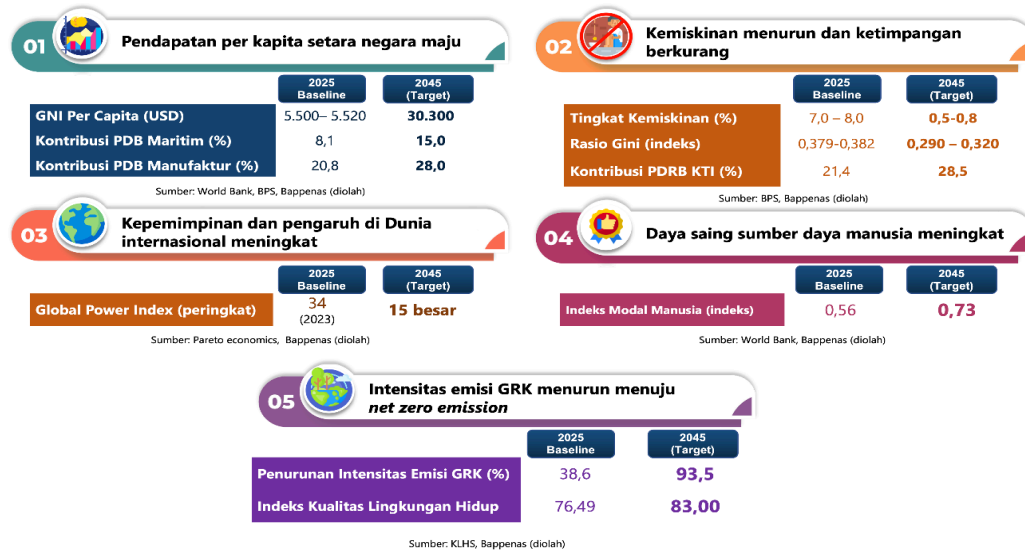 01
Pendapatan per kapita setara negara maju
2025 Baseline
2045 (Target)
GNI Per Capita (USD) 5.500– 5.520 30.300
Kontribusi PDB Maritim (%) 8,1 15,0
Kontribusi PDB Manufaktur (%) 20,8 28,0
Sumber: World Bank, BPS, Bappenas (diolah)
02
Kemiskinan menurun dan ketimpangan
berkurang
2025 Baseline
2045 (Target)
Tingkat Kemiskinan (%) 7,0 – 8,0 0,5-0,8
Rasio Gini (indeks) 0,379-0,382 0,290 – 0,320
Kontribusi PDRB KTI (%) 21,4 28,5
Sumber: BPS, Bappenas (diolah)
03
Kepemimpinan dan pengaruh di Dunia
internasional meningkat
2025 Baseline
2045 (Target)
Global Power Index (peringkat) 34 (2023) 15 besar
Sumber: Pareto economics, Bappenas (diolah)
04
Daya saing sumber daya manusia meningkat
2025 Baseline
2045 (Target)
Indeks Modal Manusia (indeks) 0,56 0,73
Sumber: World Bank, Bappenas (diolah)
05
Intensitas emisi GRK menurun menuju
net zero emission
2025 Baseline
2045 (Target)
Penurunan Intensitas Emisi GRK (%) 38,6 93,5
Indeks Kualitas Lingkungan Hidup 76,49 83,00
Sumber: KLHS, Bappenas (diolah)